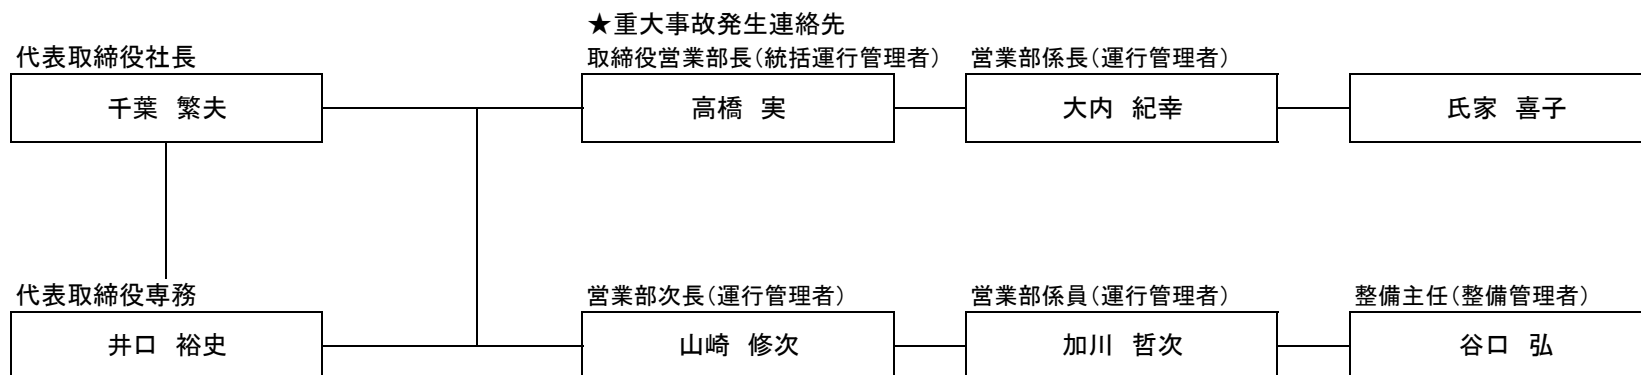 ★重大事故発生連絡先
代表取締役社長
取締役営業部長（統括運行管理者）
営業部係長（運行管理者）
千葉　繁夫
高橋　実
大内　紀幸
氏家　喜子
代表取締役専務
営業部次長（運行管理者）
営業部係員（運行管理者）
整備主任（整備管理者）
井口　裕史
山崎　修次
加川　哲次
谷口　弘